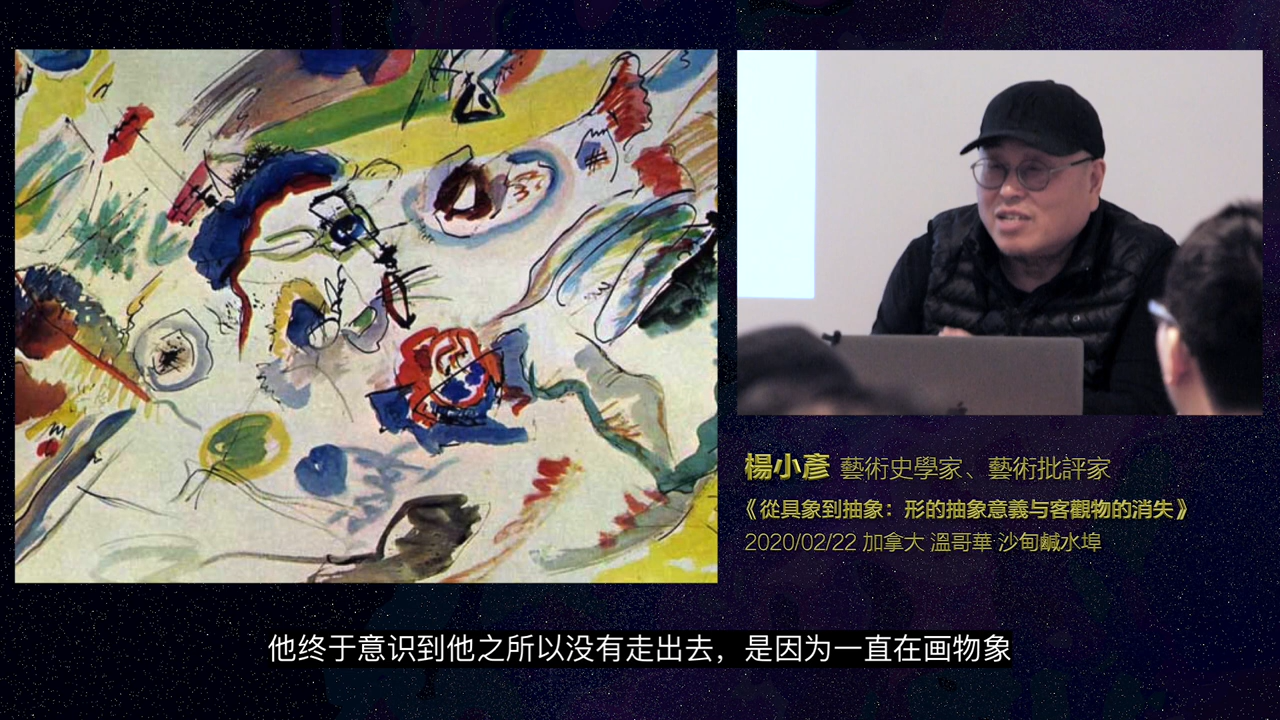 楊小彥 藝術史學家、藝術批評家
《從具象到抽象：形的抽象意義与客觀物的消失》
2020/02/22 加拿大 溫哥華 沙甸鹹水埠
他终于意识到他之所以没有走出去，是因为一直在画物象